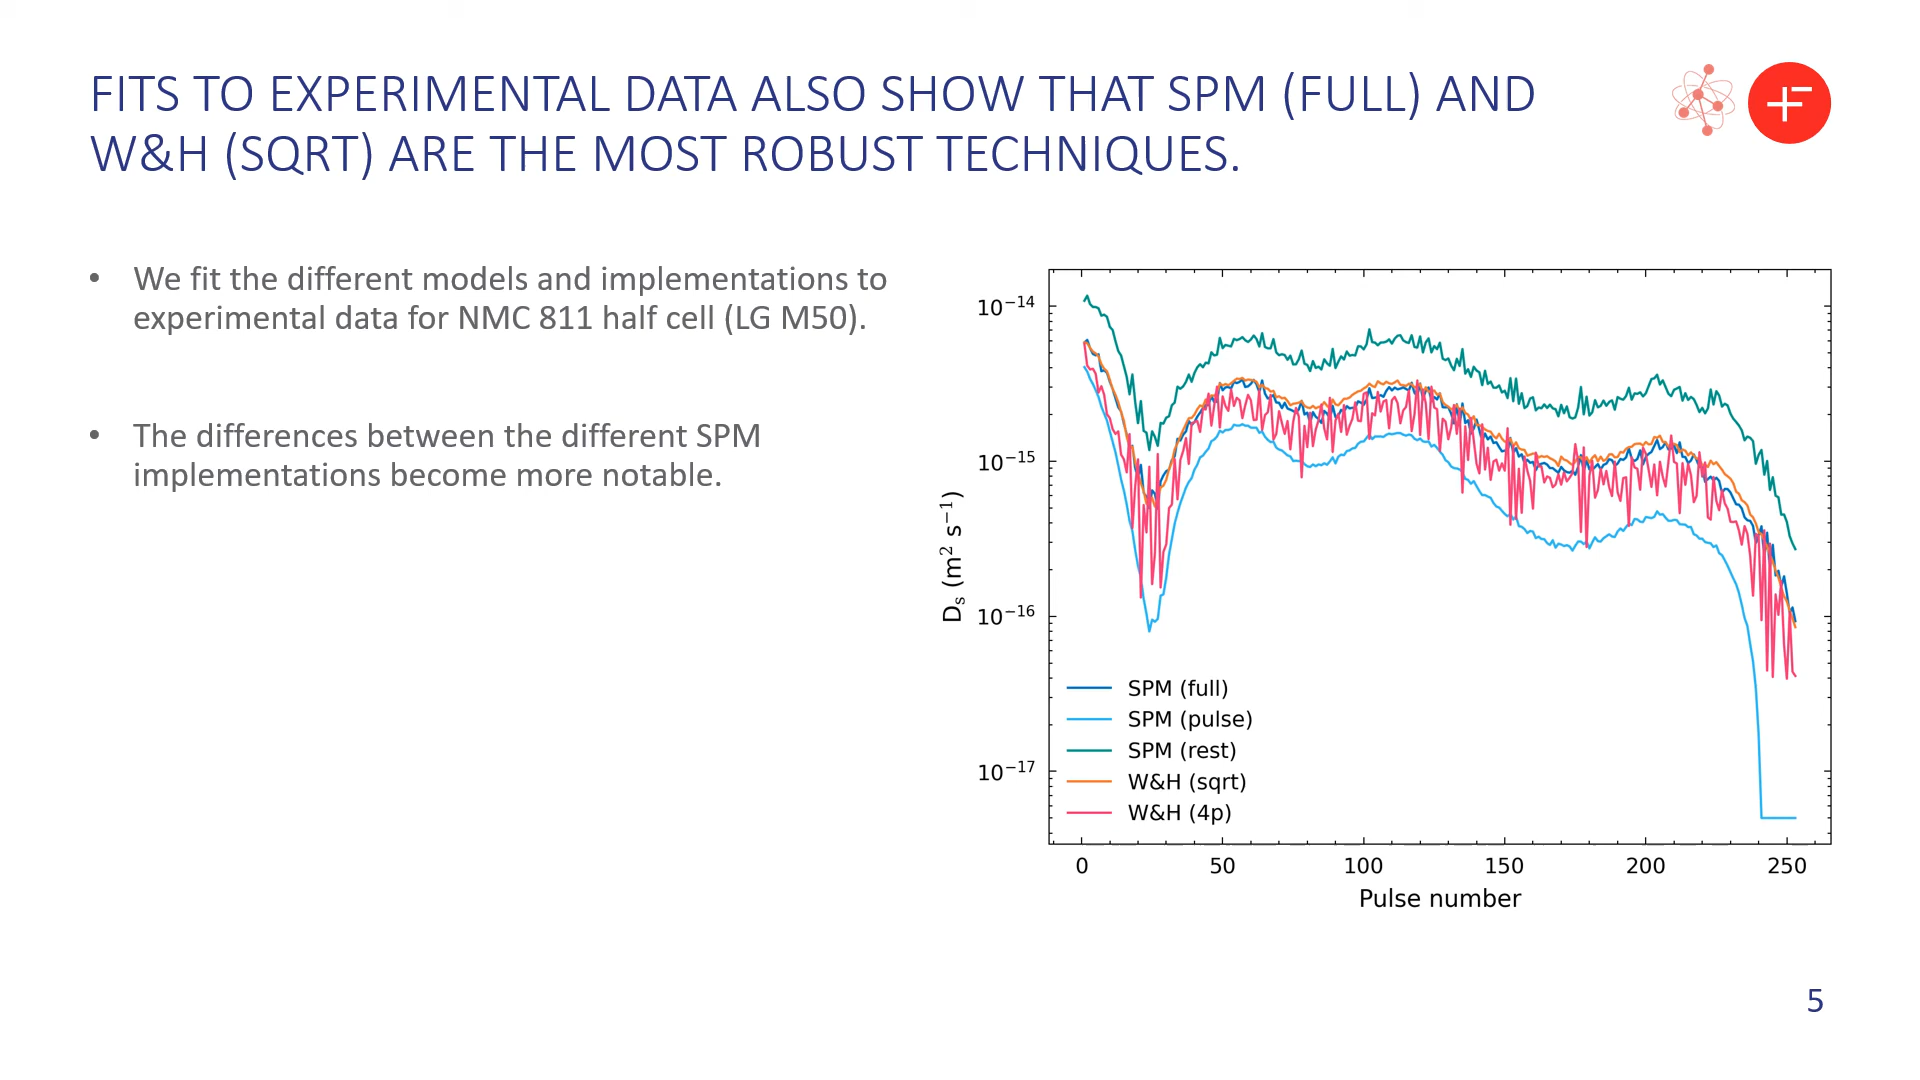 FITS TO EXPERIMENTAL DATA ALSO SHOW THAT SPM (FULL) AND
W&H (SQRT) ARE THE MOST ROBUST TECHNIQUES.
• We fit the different models and implementations to
experimental data for NMC 811 half cell (LG M50).
• The differences between the different SPM
implementations become more notable.
10⁻¹⁴
10⁻¹⁵
10⁻¹⁶
10⁻¹⁷
Dₛ (m² s⁻¹)
SPM (full)
SPM (pulse)
SPM (rest)
W&H (sqrt)
W&H (4p)
0 50 100 150 200 250
Pulse number
5